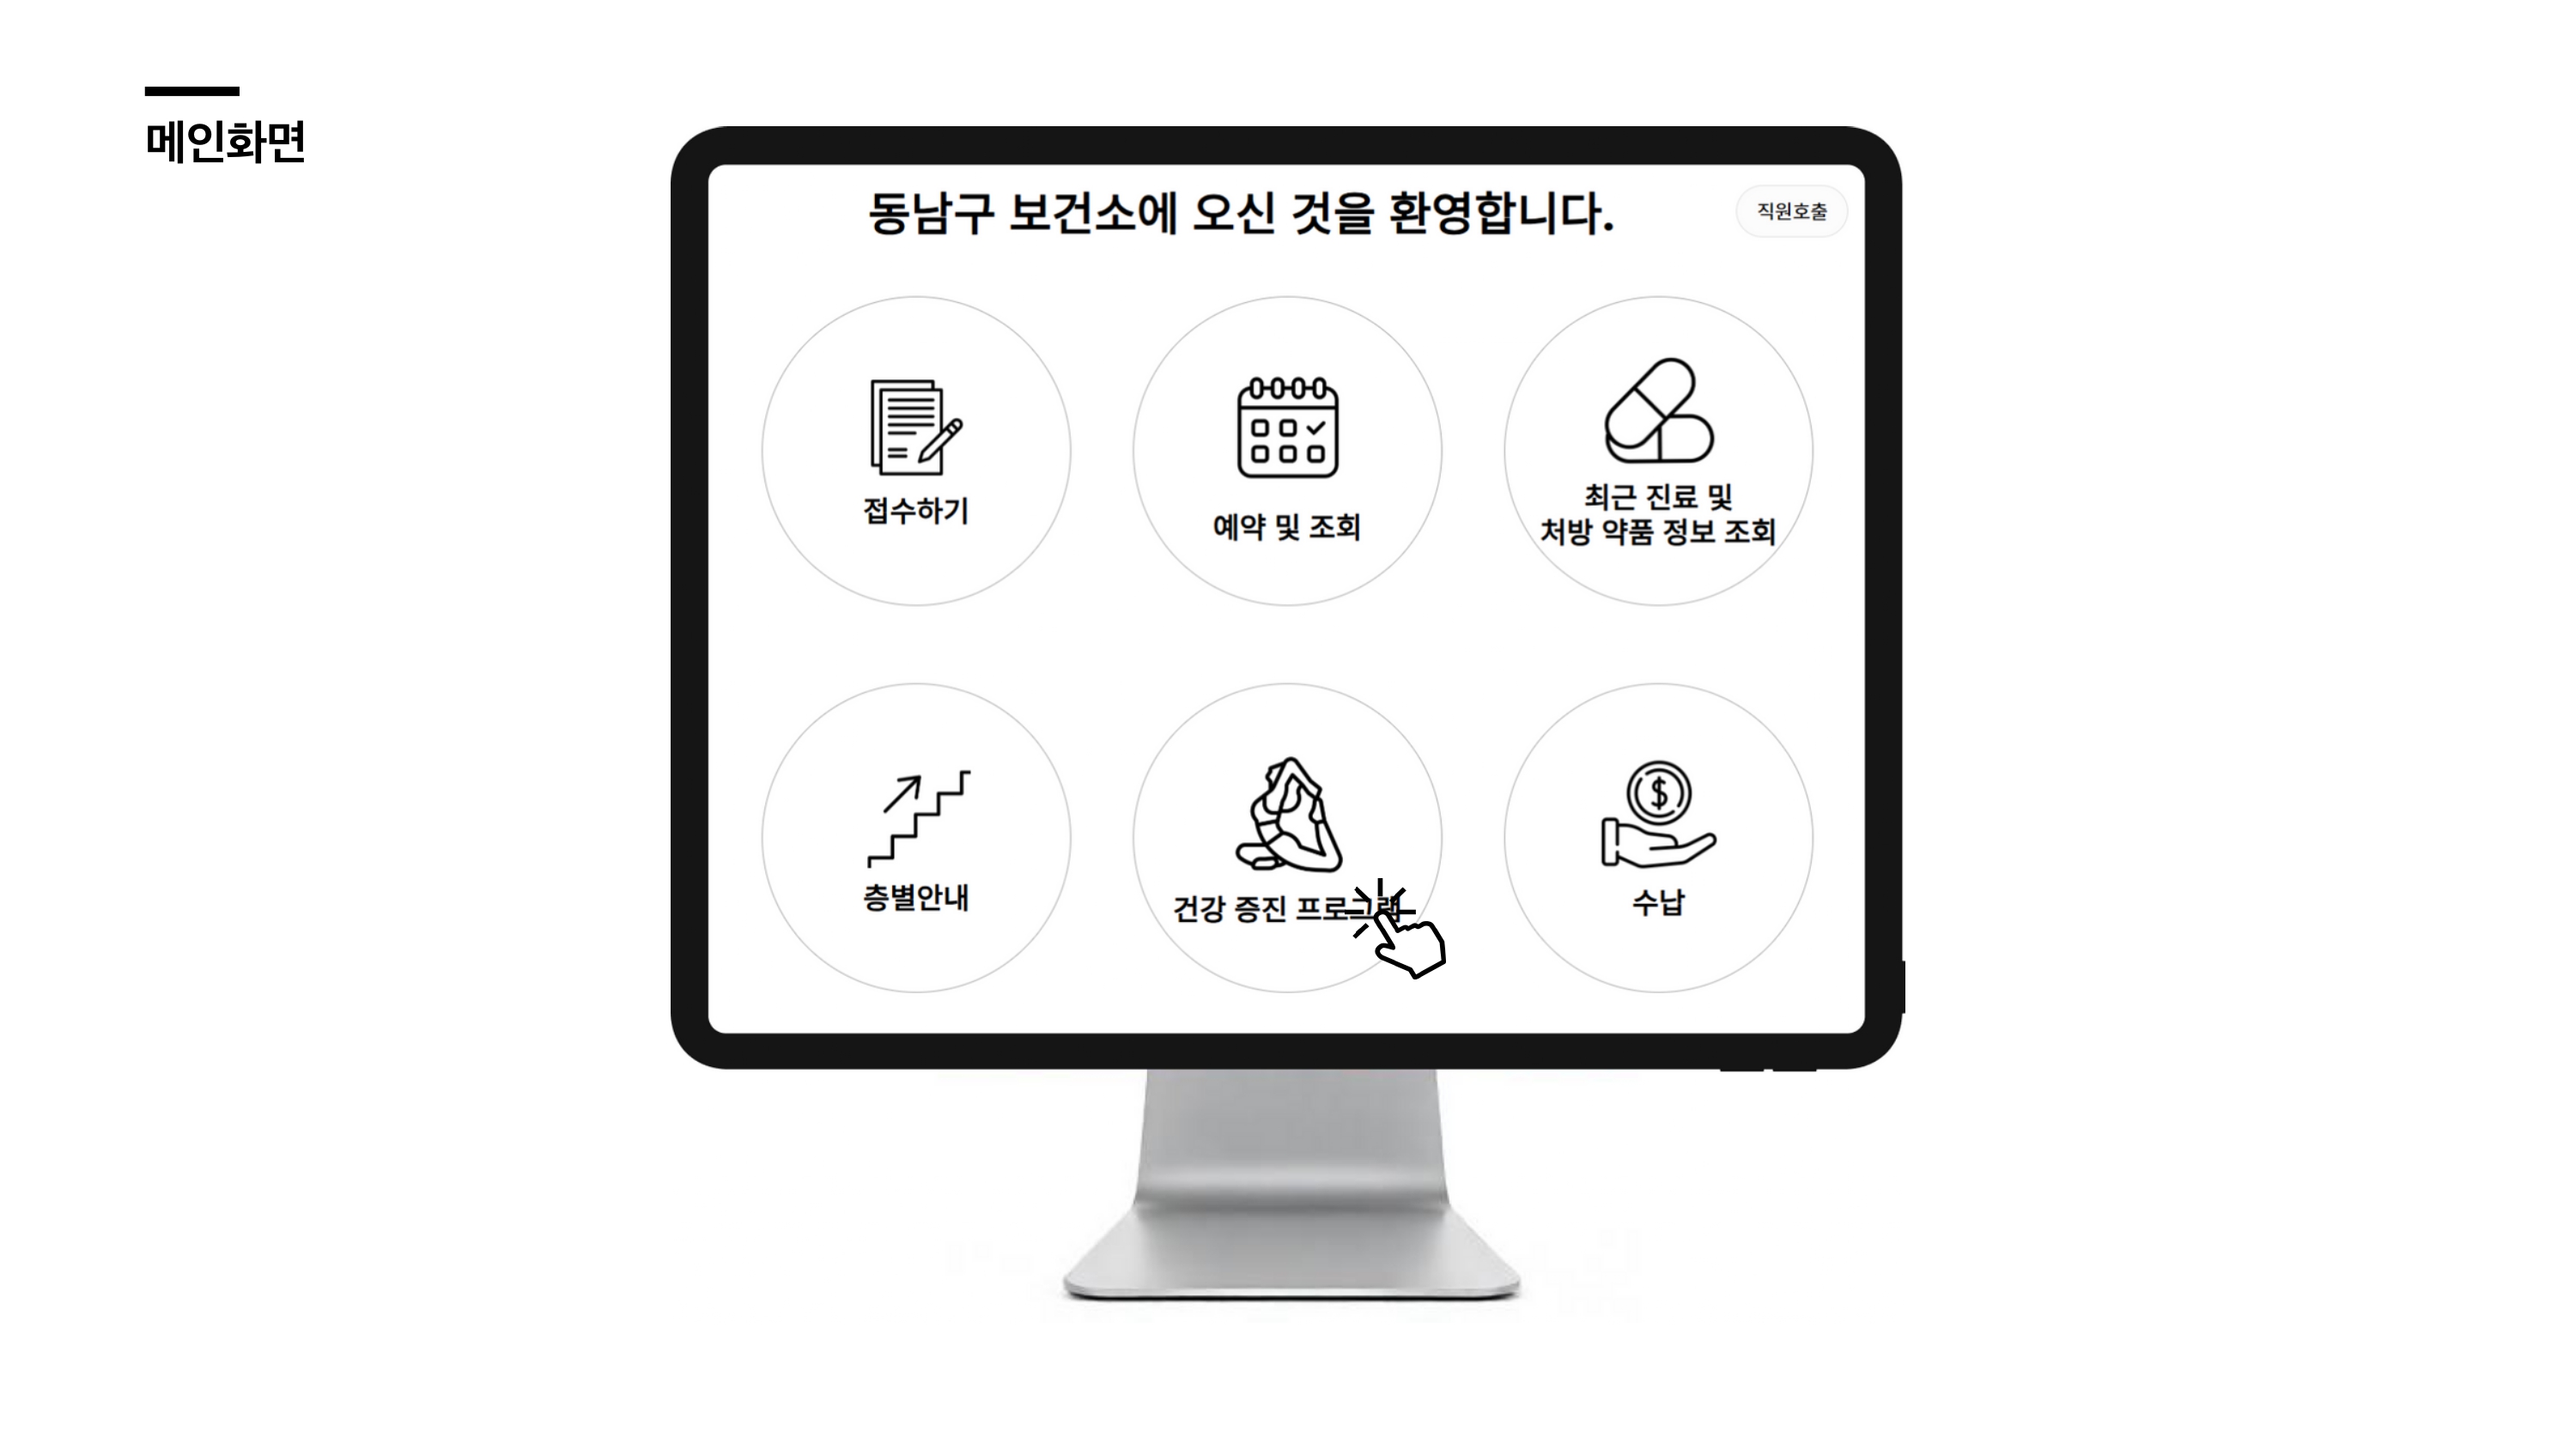 메인화면
동남구 보건소에 오신 것을 환영합니다.
직원호출
접수하기
예약 및 조회
최근 진료 및
처방 약품 정보 조회
층별안내
건강 증진 프로그램
수납